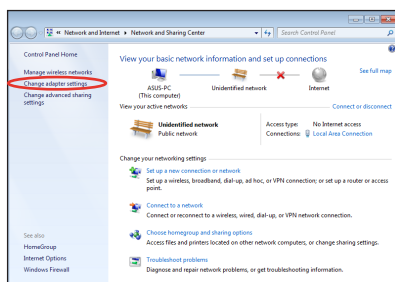 « Network and Internet ▸ Network and Sharing Center
Search Control Panel
Control Panel Home
Manage wireless networks
Change adapter settings
Change advanced sharing
settings
See also
HomeGroup
Internet Options
Windows Firewall
View your basic network information and set up connections
See full map
ASUS-PC
(This computer)
Unidentified network
Internet
View your active networks
Connect or disconnect
Unidentified network
Public network
Access type: No Internet access
Connections: Local Area Connection
Change your networking settings
Set up a new connection or network
Set up a wireless, broadband, dial-up, ad hoc, or VPN connection; or set up a router or access
point.
Connect to a network
Connect or reconnect to a wireless, wired, dial-up, or VPN network connection.
Choose homegroup and sharing options
Access files and printers located on other network computers, or change sharing settings.
Troubleshoot problems
Diagnose and repair network problems, or get troubleshooting information.